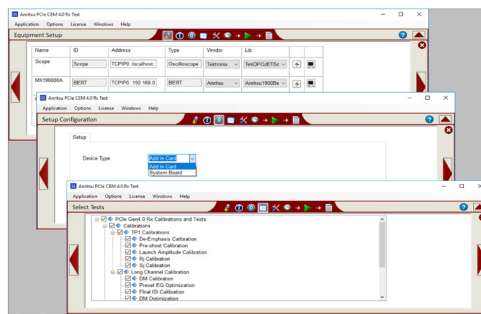 Anritsu PCIe CEM 4.0 Rx Test
Application Options License Windows Help
Equipment Setup
Name ID Address Type Vendor Lib
Scope Scope TCPIP0::localhost: Oscilloscope Tektronix TekDPOJETSc
MX190000A BERT TCPIP0::192.168.0 BERT Anritsu Anritsu1900De
Anritsu PCIe CEM 4.0 Rx Test
Application Options License Windows Help
Setup Configuration
Setup
Device Type Add In Card
Add In Card
System Board
Anritsu PCIe CEM 4.0 Rx Test
Application Options License Windows Help
Select Tests
PCIe Gen4.0 Rx Calibrations and Tests
Calibrations
TP1 Calibrations
De-Emphasis Calibration
Pre-shoot Calibration
Launch Amplitude Calibration
Rj Calibration
Sj Calibration
Long Channel Calibration
DM Calibration
Preset EQ Optimization
Final ISI Calibration
DM Optimization